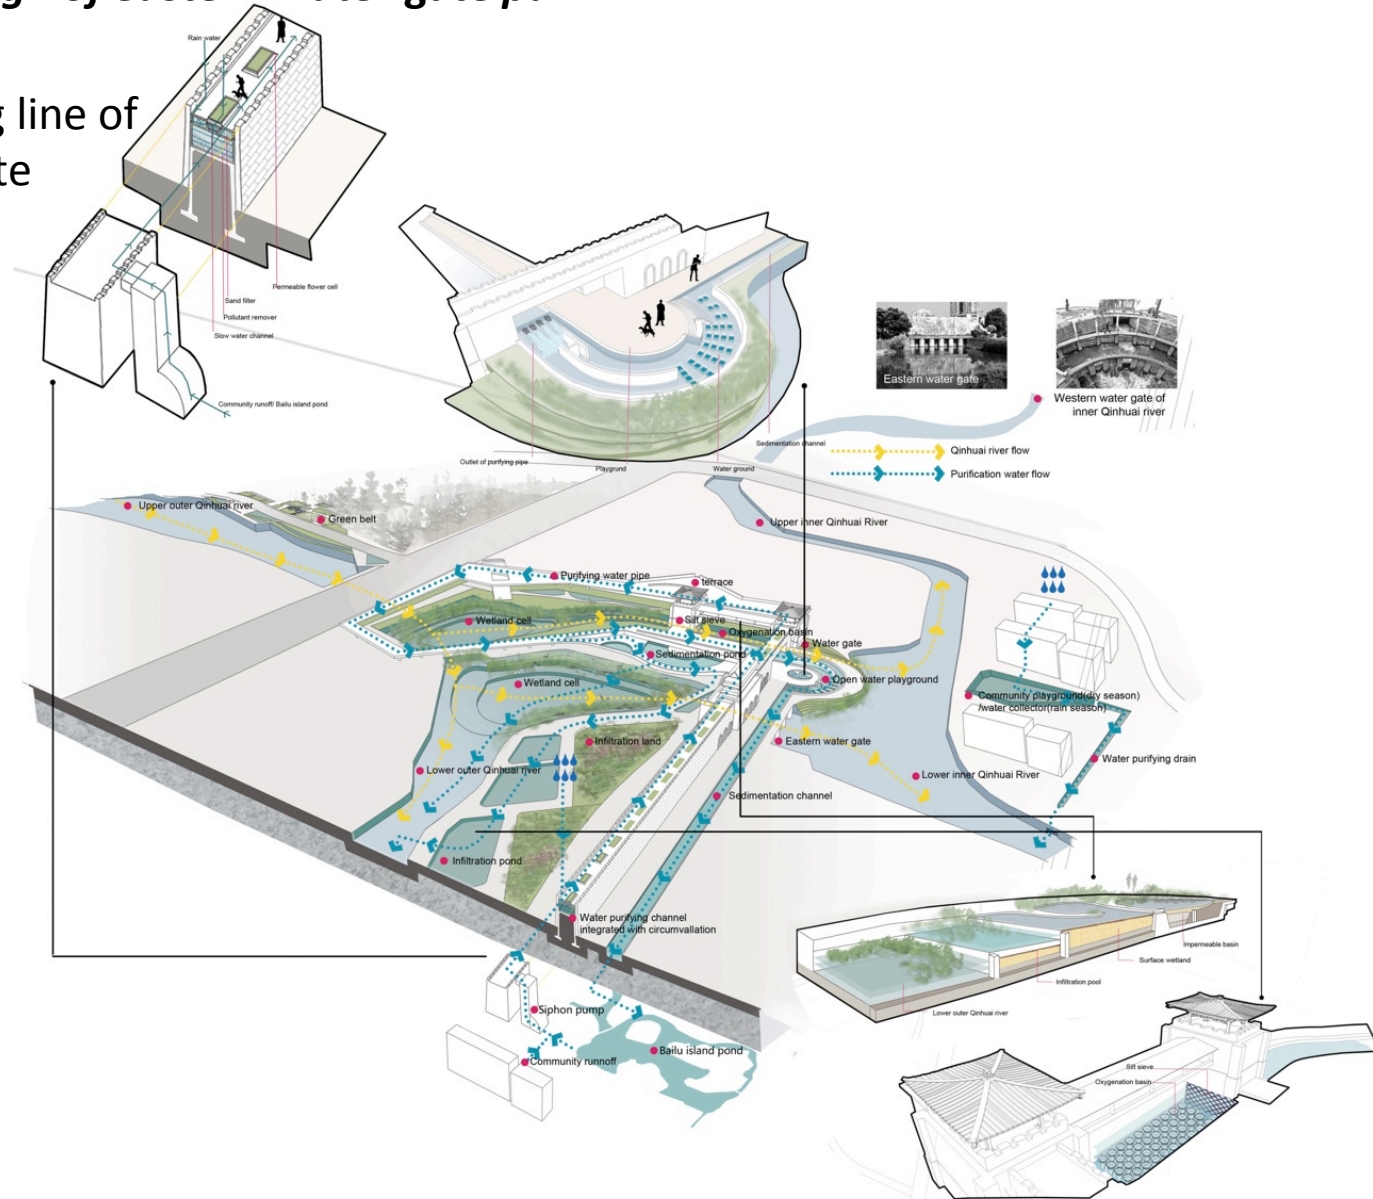 line of
Rain water
Permeable flower cell
Sand filter
Pollutant remover
Slow water channel
Community runoff/ Bailu island pond
Outlet of purifying pipe
Playgrund
Water ground
Sedimentation channel
Eastern water gate
Western water gate of
inner Qinhuai river
Qinhuai river flow
Purification water flow
Upper outer Qinhuai river
Green belt
Upper inner Qinhuai River
Purifying water pipe
terrace
Wetland cell
Silt sieve
Oxygenation basin
Water gate
Sedimentation pond
Wetland cell
Open water playground
Community playground(dry season)
/water collector(rain season)
Infiltration land
Eastern water gate
Lower outer Qinhuai river
Lower inner Qinhuai River
Water purifying drain
Sedimentation channel
Infiltration pond
Water purifying channel
integrated with circumvallation
Siphon pump
Bailu island pond
Community runnoff
Impermeable basin
Surface wetland
Infiltration pool
Lower outer Qinhuai river
Silt sieve
Oxygenation basin